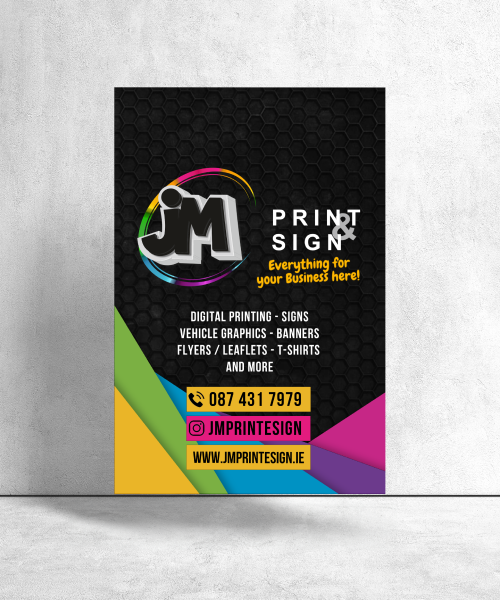 JM
PRINT
&
SIGN
Everything for
your Business here!
DIGITAL PRINTING - SIGNS
VEHICLE GRAPHICS - BANNERS
FLYERS / LEAFLETS - T-SHIRTS
AND MORE
087 431 7979
JMPRINTESIGN
WWW.JMPRINTESIGN.IE